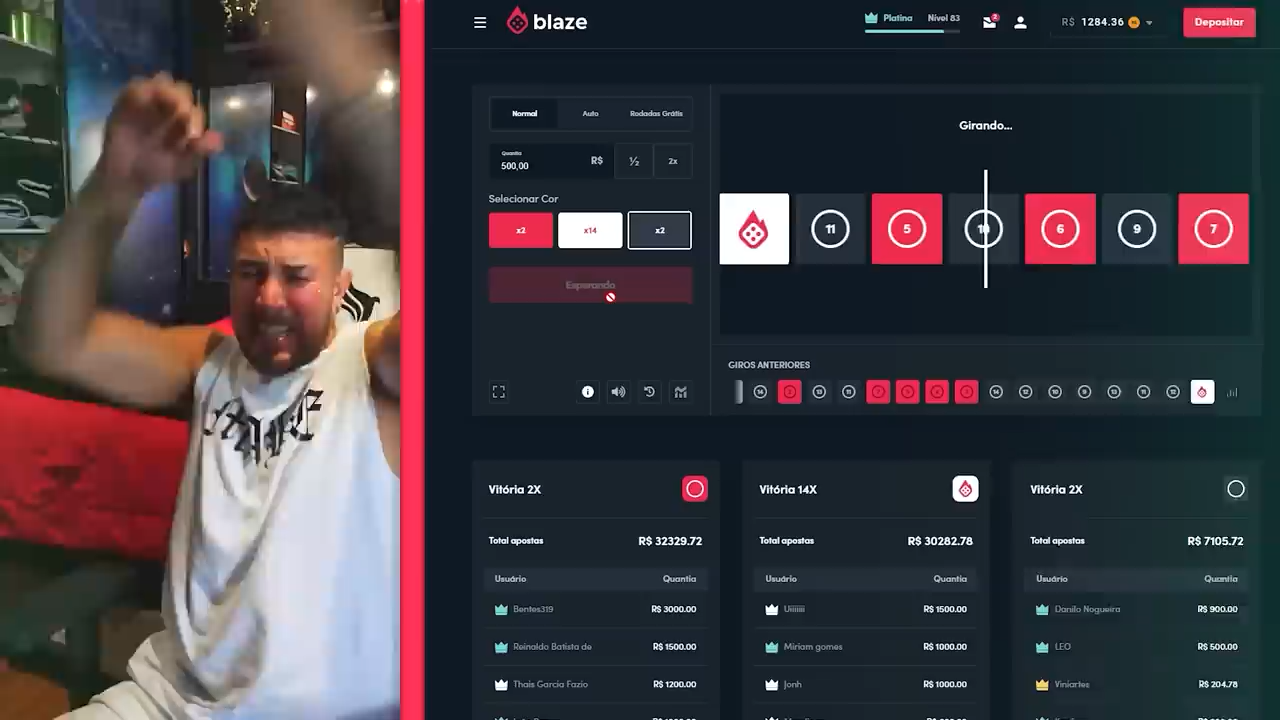 blaze
Platina Nível 83
R$ 1284.36
Depositar
Normal Auto Rodadas Grátis
Quantia
500,00 R$ ½ 2x
Selecionar Cor
x2 x14 x2
Esperando
Girando...
11 5 10 6 9 7
GIROS ANTERIORES
Vitória 2X
Total apostas R$ 32329.72
Usuário Quantia
Bentes319 R$ 3000.00
Reinaldo Batista de R$ 1500.00
Thais Garcia Fazio R$ 1200.00
Vitória 14X
Total apostas R$ 30282.78
Usuário Quantia
Uiiiiiii R$ 1500.00
Miriam gomes R$ 1000.00
Jonh R$ 1000.00
Vitória 2X
Total apostas R$ 7105.72
Usuário Quantia
Danilo Nogueira R$ 900.00
LEO R$ 500.00
Viniartes R$ 204.78